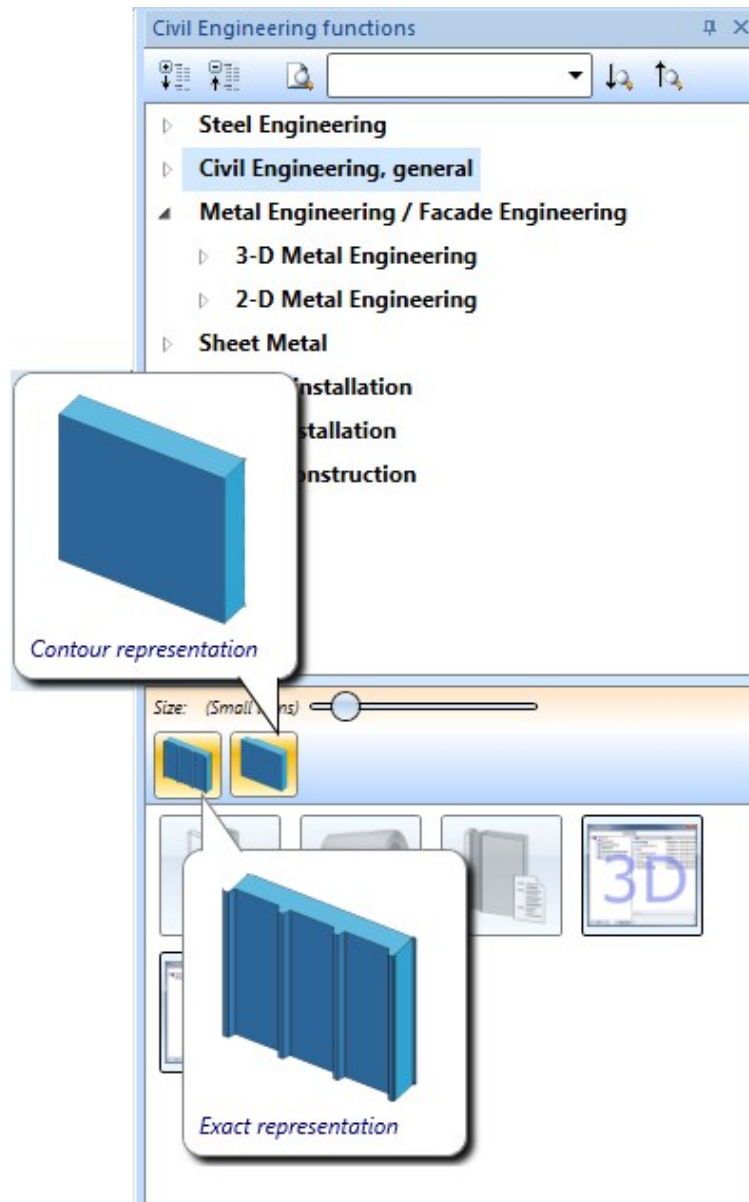 Civil Engineering functions
Steel Engineering
Civil Engineering, general
Metal Engineering / Facade Engineering
3-D Metal Engineering
2-D Metal Engineering
Sheet Metal
installation
onstruction
Contour representation
Size: (Small
3D
Exact representation